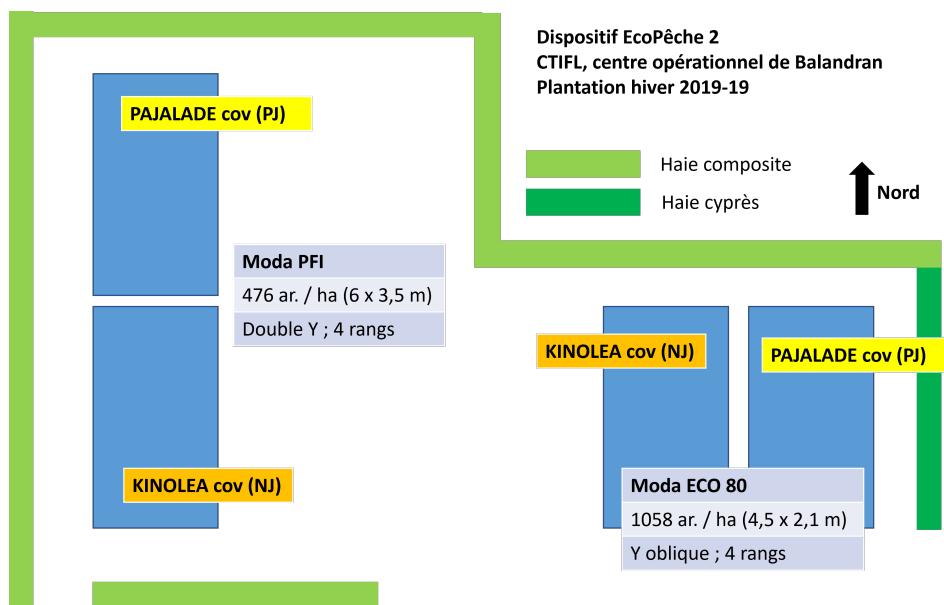 Dispositif EcoPêche 2
CTIFL, centre opérationnel de Balandran
Plantation hiver 2019-19
PAJALADE cov (PJ)
Haie composite
Haie cyprès
Nord
Moda PFI
476 ar. / ha (6 x 3,5 m)
Double Y ; 4 rangs
KINOLEA cov (NJ)
PAJALADE cov (PJ)
KINOLEA cov (NJ)
Moda ECO 80
1058 ar. / ha (4,5 x 2,1 m)
Y oblique ; 4 rangs